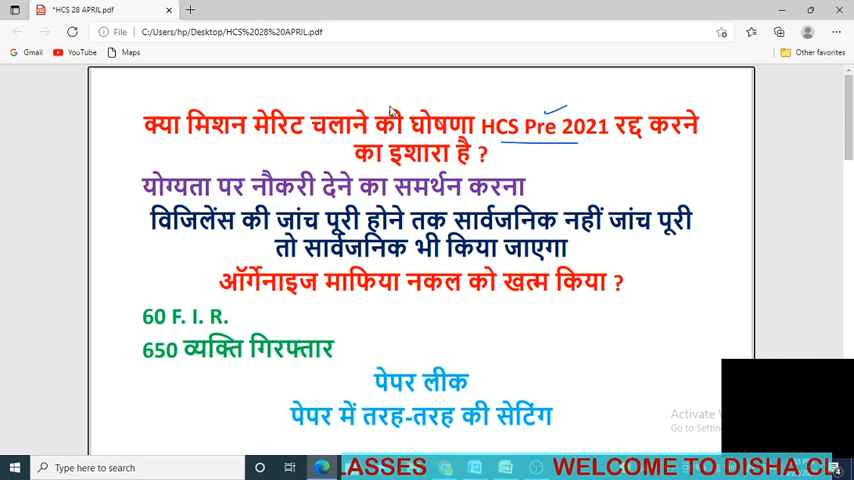 *HCS 28 APRIL.pdf
File C:/Users/hp/Desktop/HCS%2028%20APRIL.pdf
Gmail YouTube Maps Other favorites
क्या मिशन मेरिट चलाने की घोषणा HCS Pre 2021 रद्द करने
का इशारा है ?
योग्यता पर नौकरी देने का समर्थन करना
विजिलेंस की जांच पूरी होने तक सार्वजनिक नहीं जांच पूरी
तो सार्वजनिक भी किया जाएगा
ऑर्गेनाइज माफिया नकल को खत्म किया ?
60 F. I. R.
650 व्यक्ति गिरफ्तार
पेपर लीक
पेपर में तरह-तरह की सेटिंग
Activate
Go to Setting
Type here to search
LASSES WELCOME TO DISHA CL
4